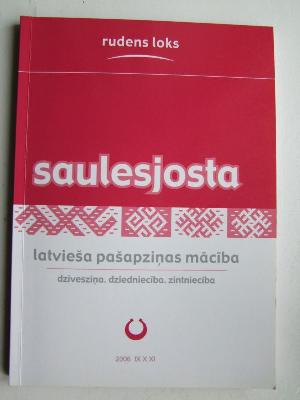 rudens loks
saulesjosta
latvieša pašapziņas mācība
dzīvesziņa. dziedniecība. zintniecība
2006 IX X XI